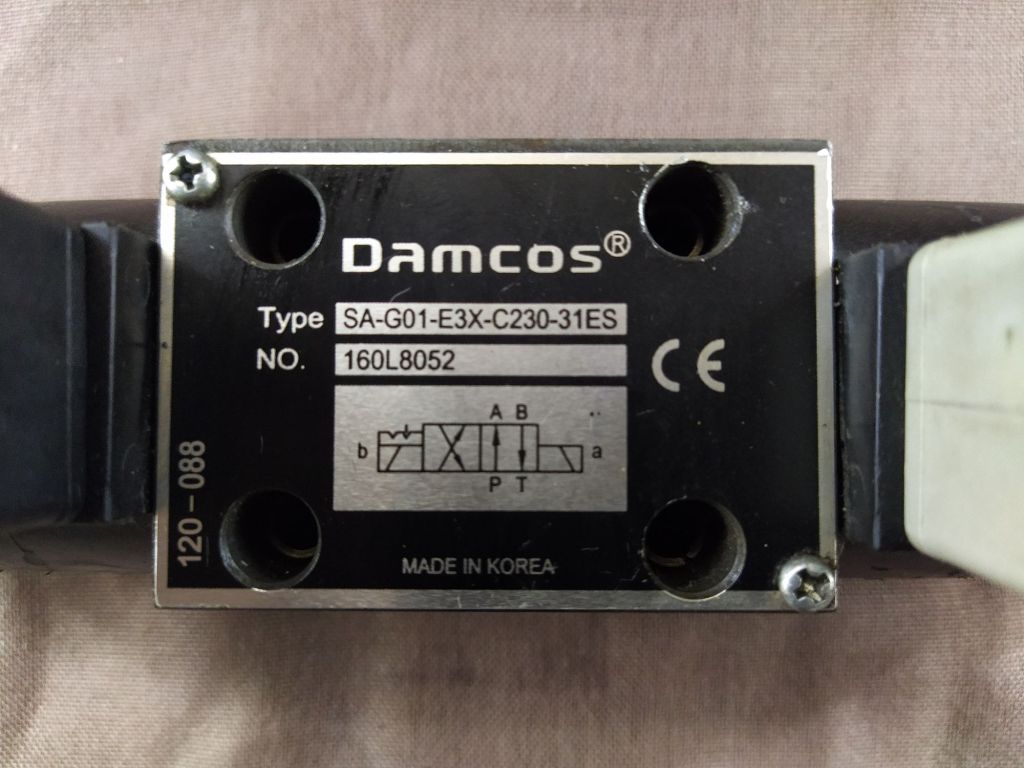 Damcos®
Type SA-G01-E3X-C230-31ES
NO. 160L8052
CE
A B
b a
P T
120-088
MADE IN KOREA